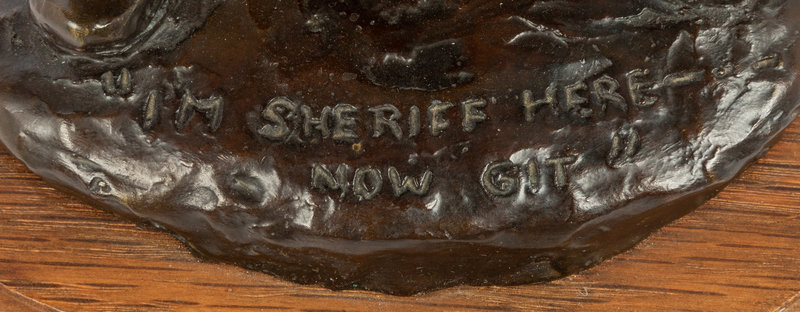 "I'M SHERIFF HERE—
NOW GIT"